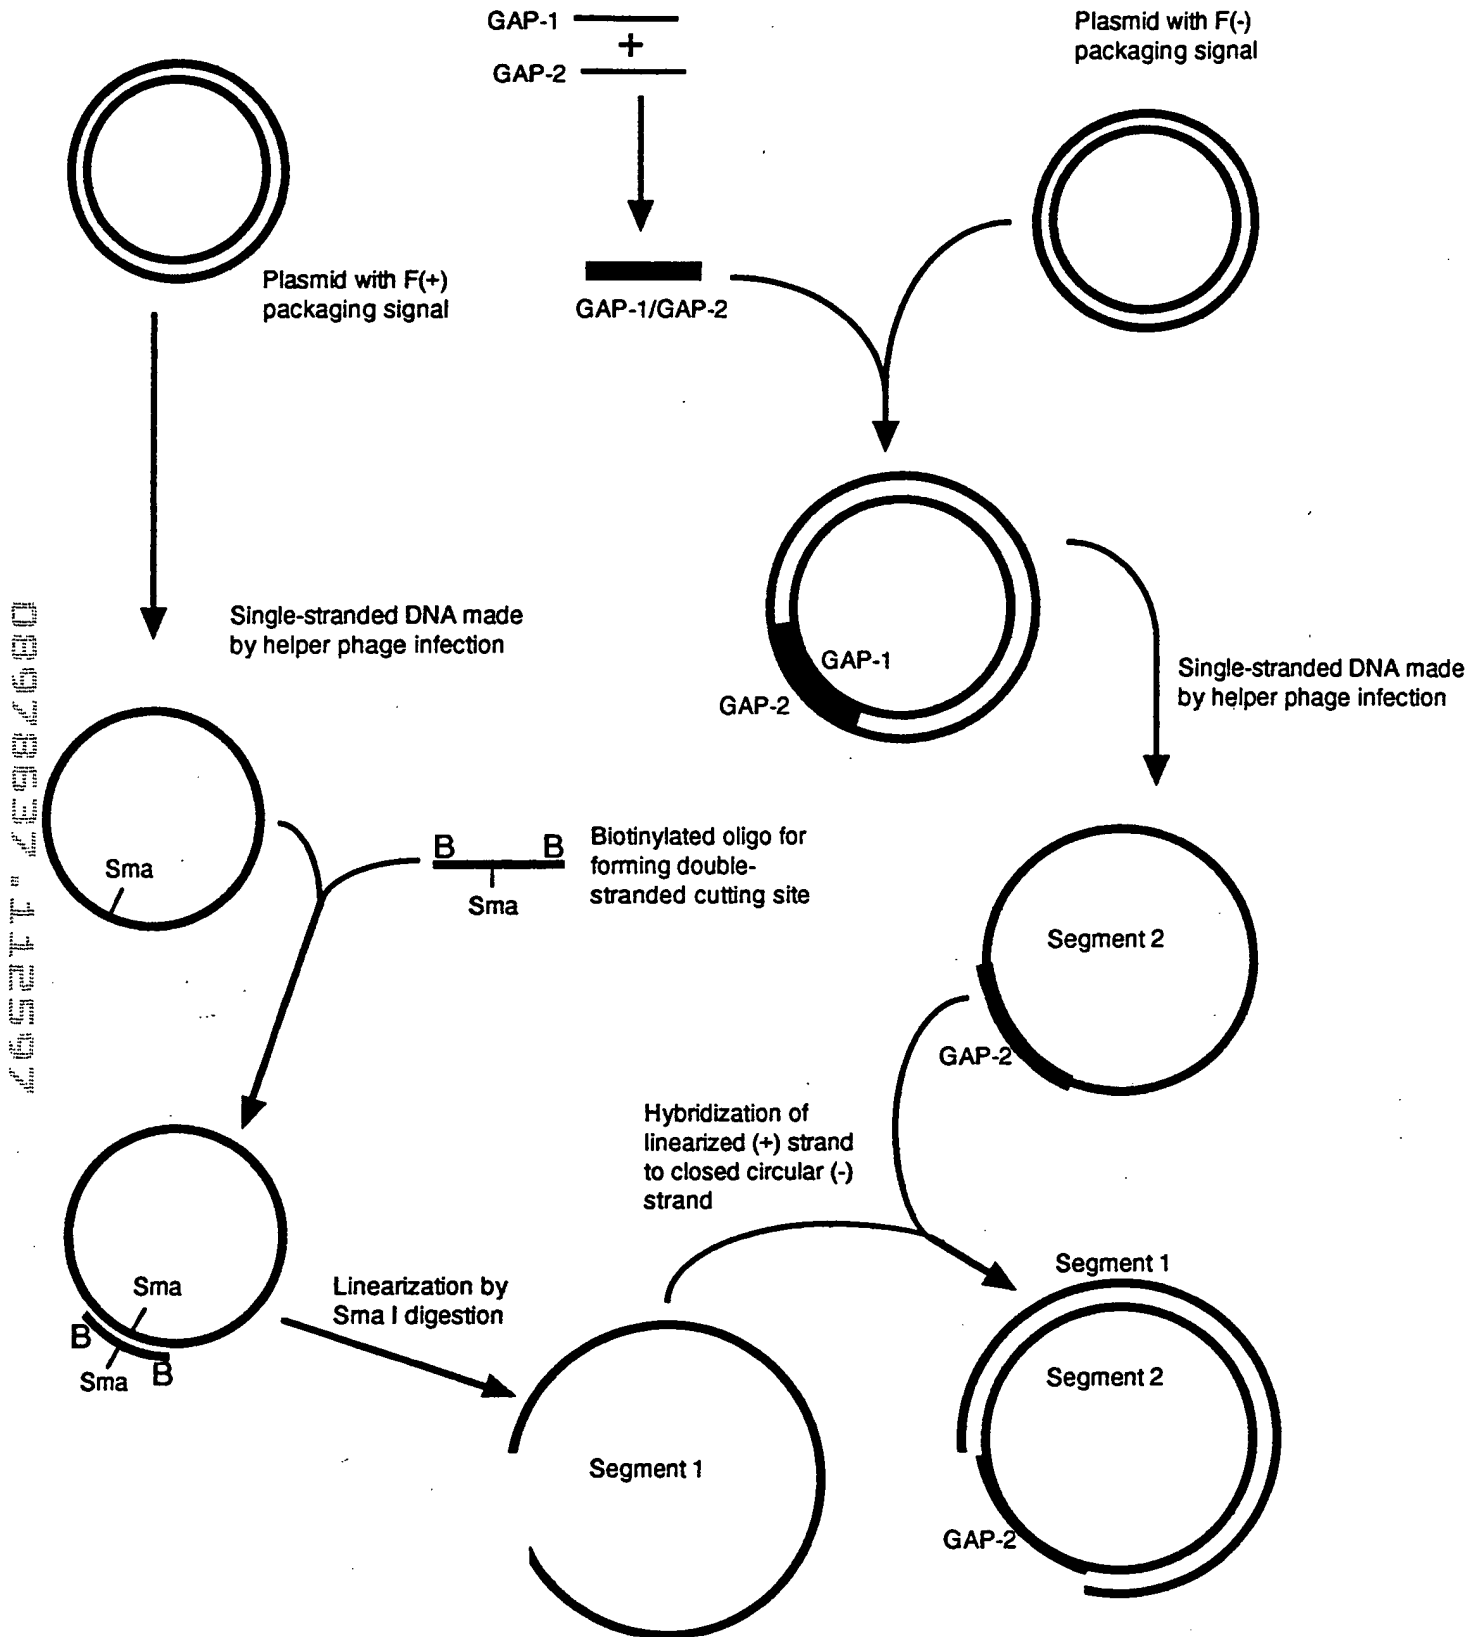 GAP-1
+
GAP-2
Plasmid with F(-)
packaging signal
Plasmid with F(+)
packaging signal
GAP-1/GAP-2
Single-stranded DNA made
by helper phage infection
GAP-1
GAP-2
Single-stranded DNA made
by helper phage infection
08978637.112597
Sma
B B
Sma
Biotinylated oligo for
forming double-
stranded cutting site
Segment 2
GAP-2
Hybridization of
linearized (+) strand
to closed circular (-)
strand
Sma
B
Sma
B
Linearization by
Sma I digestion
Segment 1
Segment 1
Segment 2
GAP-2